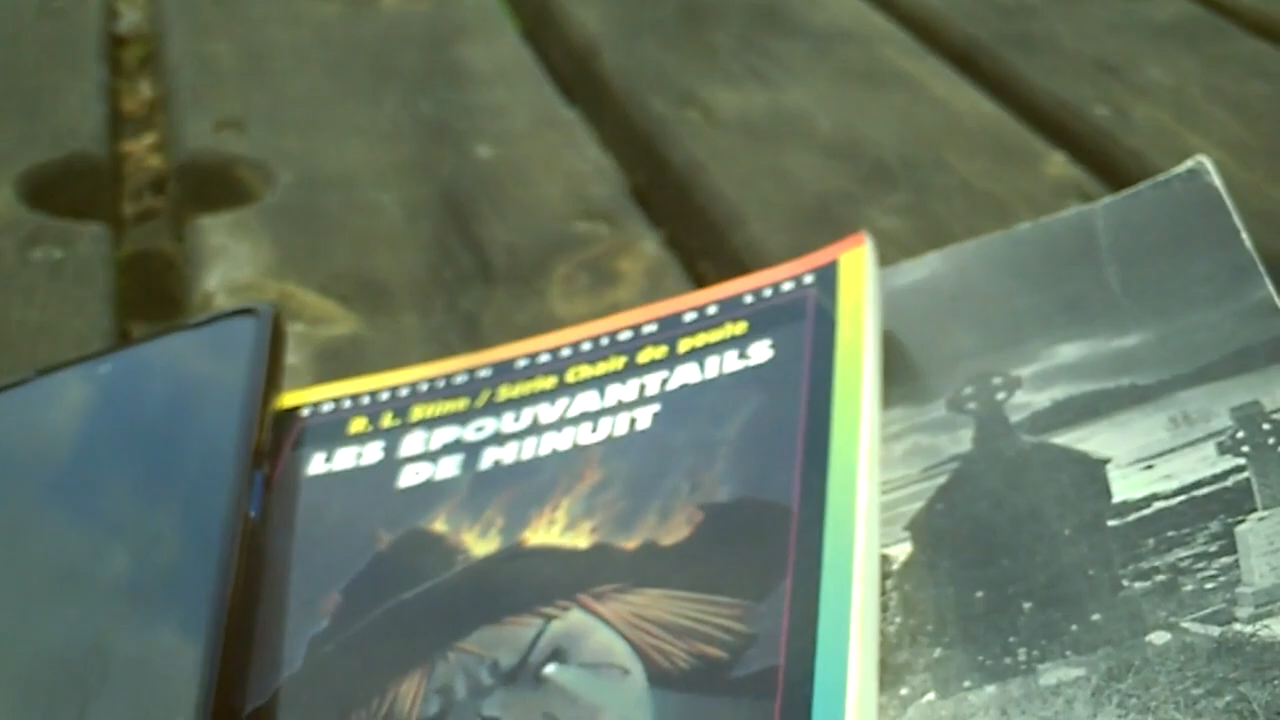 COLLECTION PASSION DE LIRE
R. L. Stine / Série Chair de poule
LES ÉPOUVANTAILS
DE MINUIT